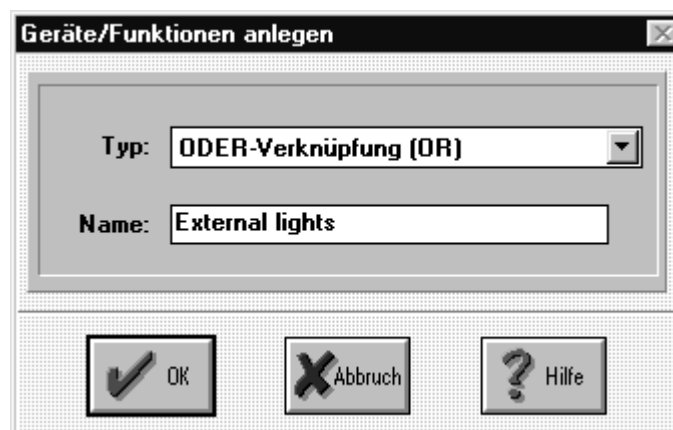 Geräte/Funktionen anlegen
Typ: ODER-Verknüpfung (OR)
Name: External lights
OK Abbruch Hilfe